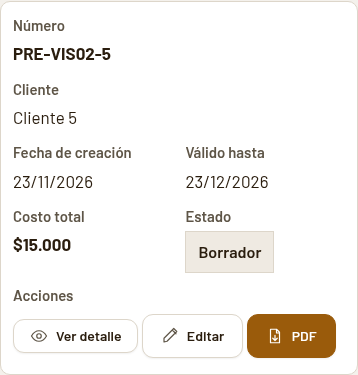 Número
PRE-VIS02-5
Cliente
Cliente 5
Fecha de creación Válido hasta
23/11/2026 23/12/2026
Costo total Estado
$15.000 Borrador
Acciones
Ver detalle Editar PDF